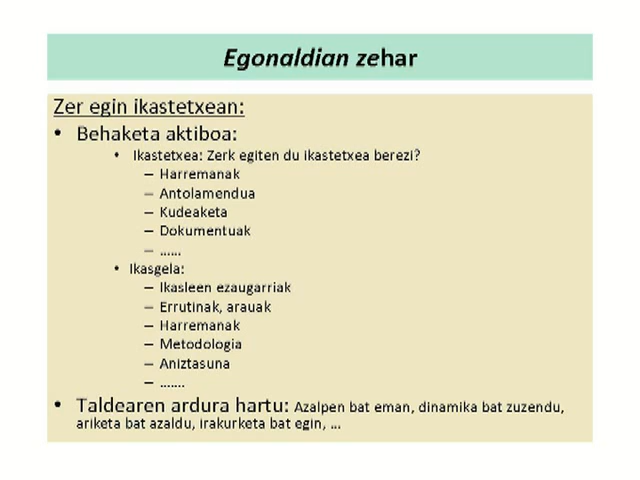 Egonaldian zehar
Zer egin ikastetxean:
• Behaketa aktiboa:
• Ikastetxea: Zerk egiten du ikastetxea berezi?
– Harremanak
– Antolamendua
– Kudeaketa
– Dokumentuak
– ......
• Ikasgela:
– Ikasleen ezaugarriak
– Errutinak, arauak
– Harremanak
– Metodologia
– Aniztasuna
– .......
• Taldearen ardura hartu: Azalpen bat eman, dinamika bat zuzendu,
ariketa bat azaldu, irakurketa bat egin, ...